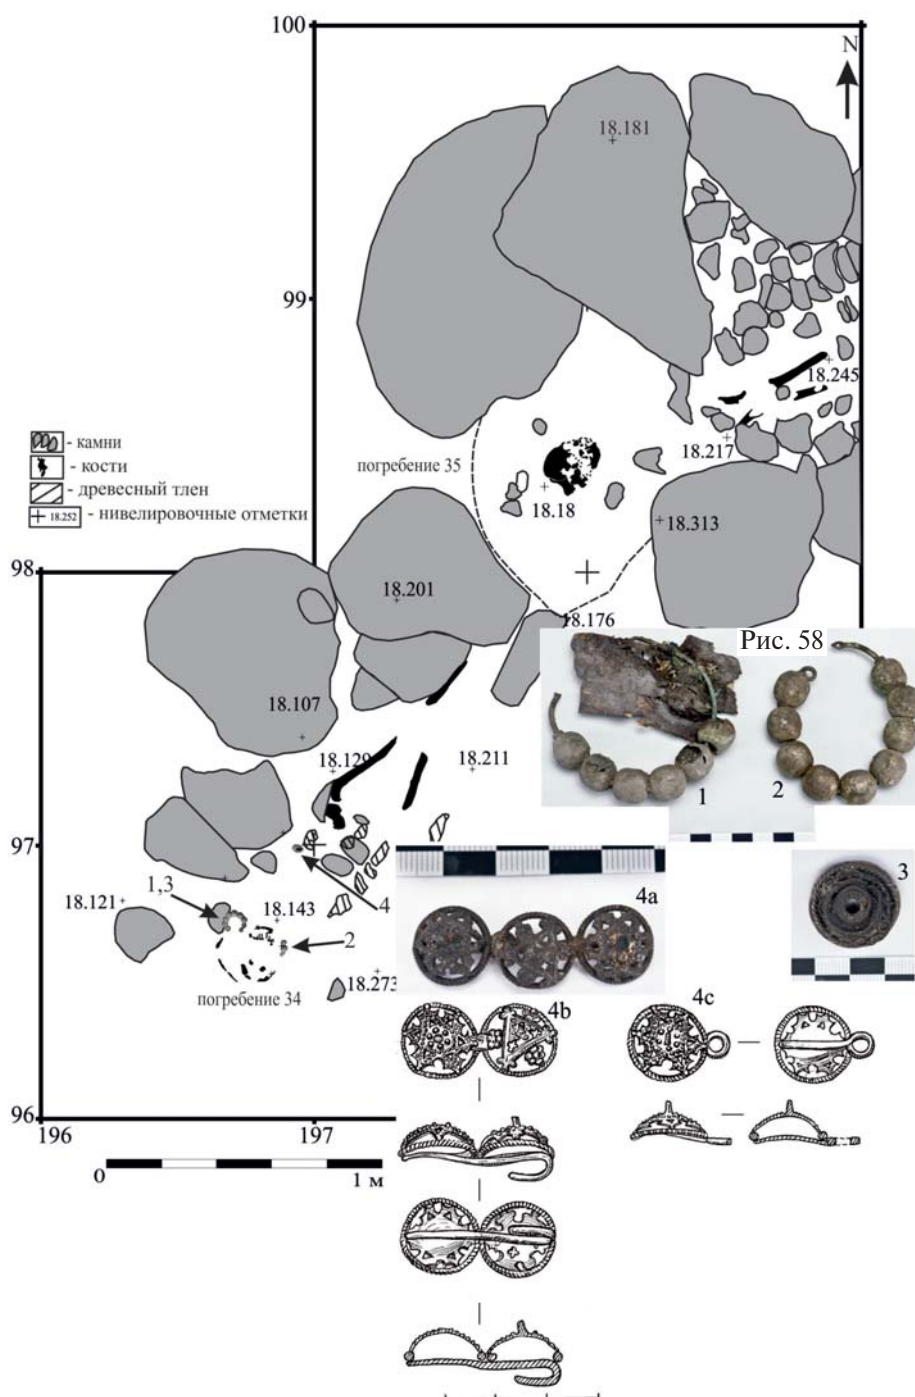 100
N
18.181
99
18.245
- камни
- кости
- древесный тлен
18.252 - нивелировочные отметки
погребение 35
18.217
18.18
18.313
98
18.201
18.176
Рис. 58
18.107
18.129
18.211
1
2
97
1,3
4
4a
3
18.121
18.143
2
18.273
погребение 34
4b
4c
96
196
197
0
1 м